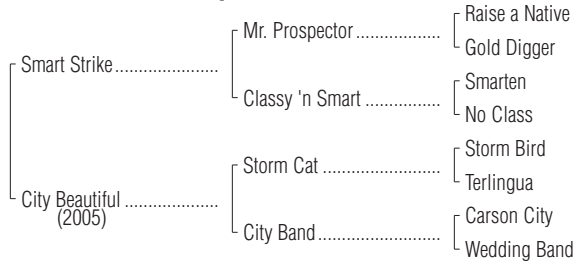 Raise a Native
Mr. Prospector..................
Gold Digger
Smart Strike.....................
Smarten
Classy 'n Smart ................
No Class
Storm Bird
Storm Cat ........................
Terlingua
City Beautiful ...................
(2005)
Carson City
City Band.........................
Wedding Band